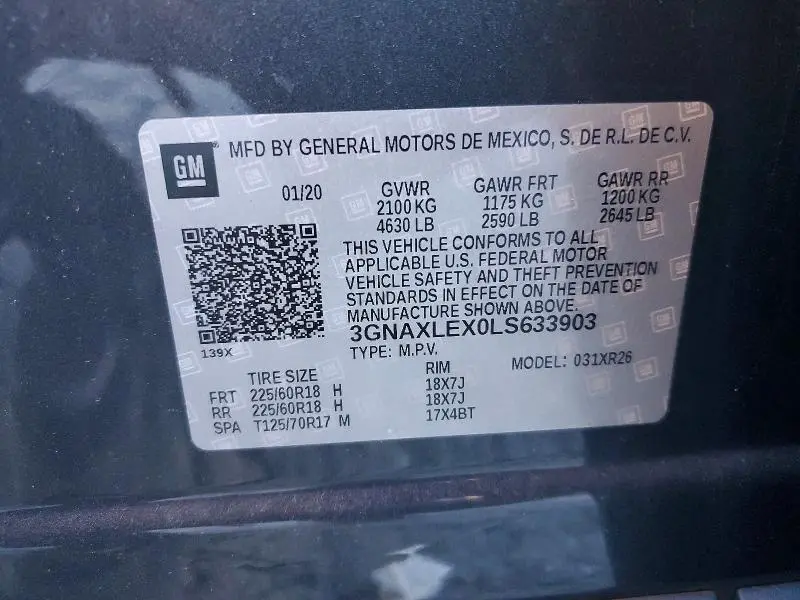 GM
MFD BY GENERAL MOTORS DE MEXICO, S. DE R.L. DE C.V.
01/20 GVWR GAWR FRT GAWR RR
2100 KG 1175 KG 1200 KG
4630 LB 2590 LB 2645 LB
THIS VEHICLE CONFORMS TO ALL
APPLICABLE U.S. FEDERAL MOTOR
VEHICLE SAFETY AND THEFT PREVENTION
STANDARDS IN EFFECT ON THE DATE OF
MANUFACTURE SHOWN ABOVE.
3GNAXLEX0LS633903
139X
TYPE: M.P.V. MODEL: 031XR26
TIRE SIZE RIM
FRT 225/60R18 H 18X7J
RR 225/60R18 H 18X7J
SPA T125/70R17 M 17X4BT